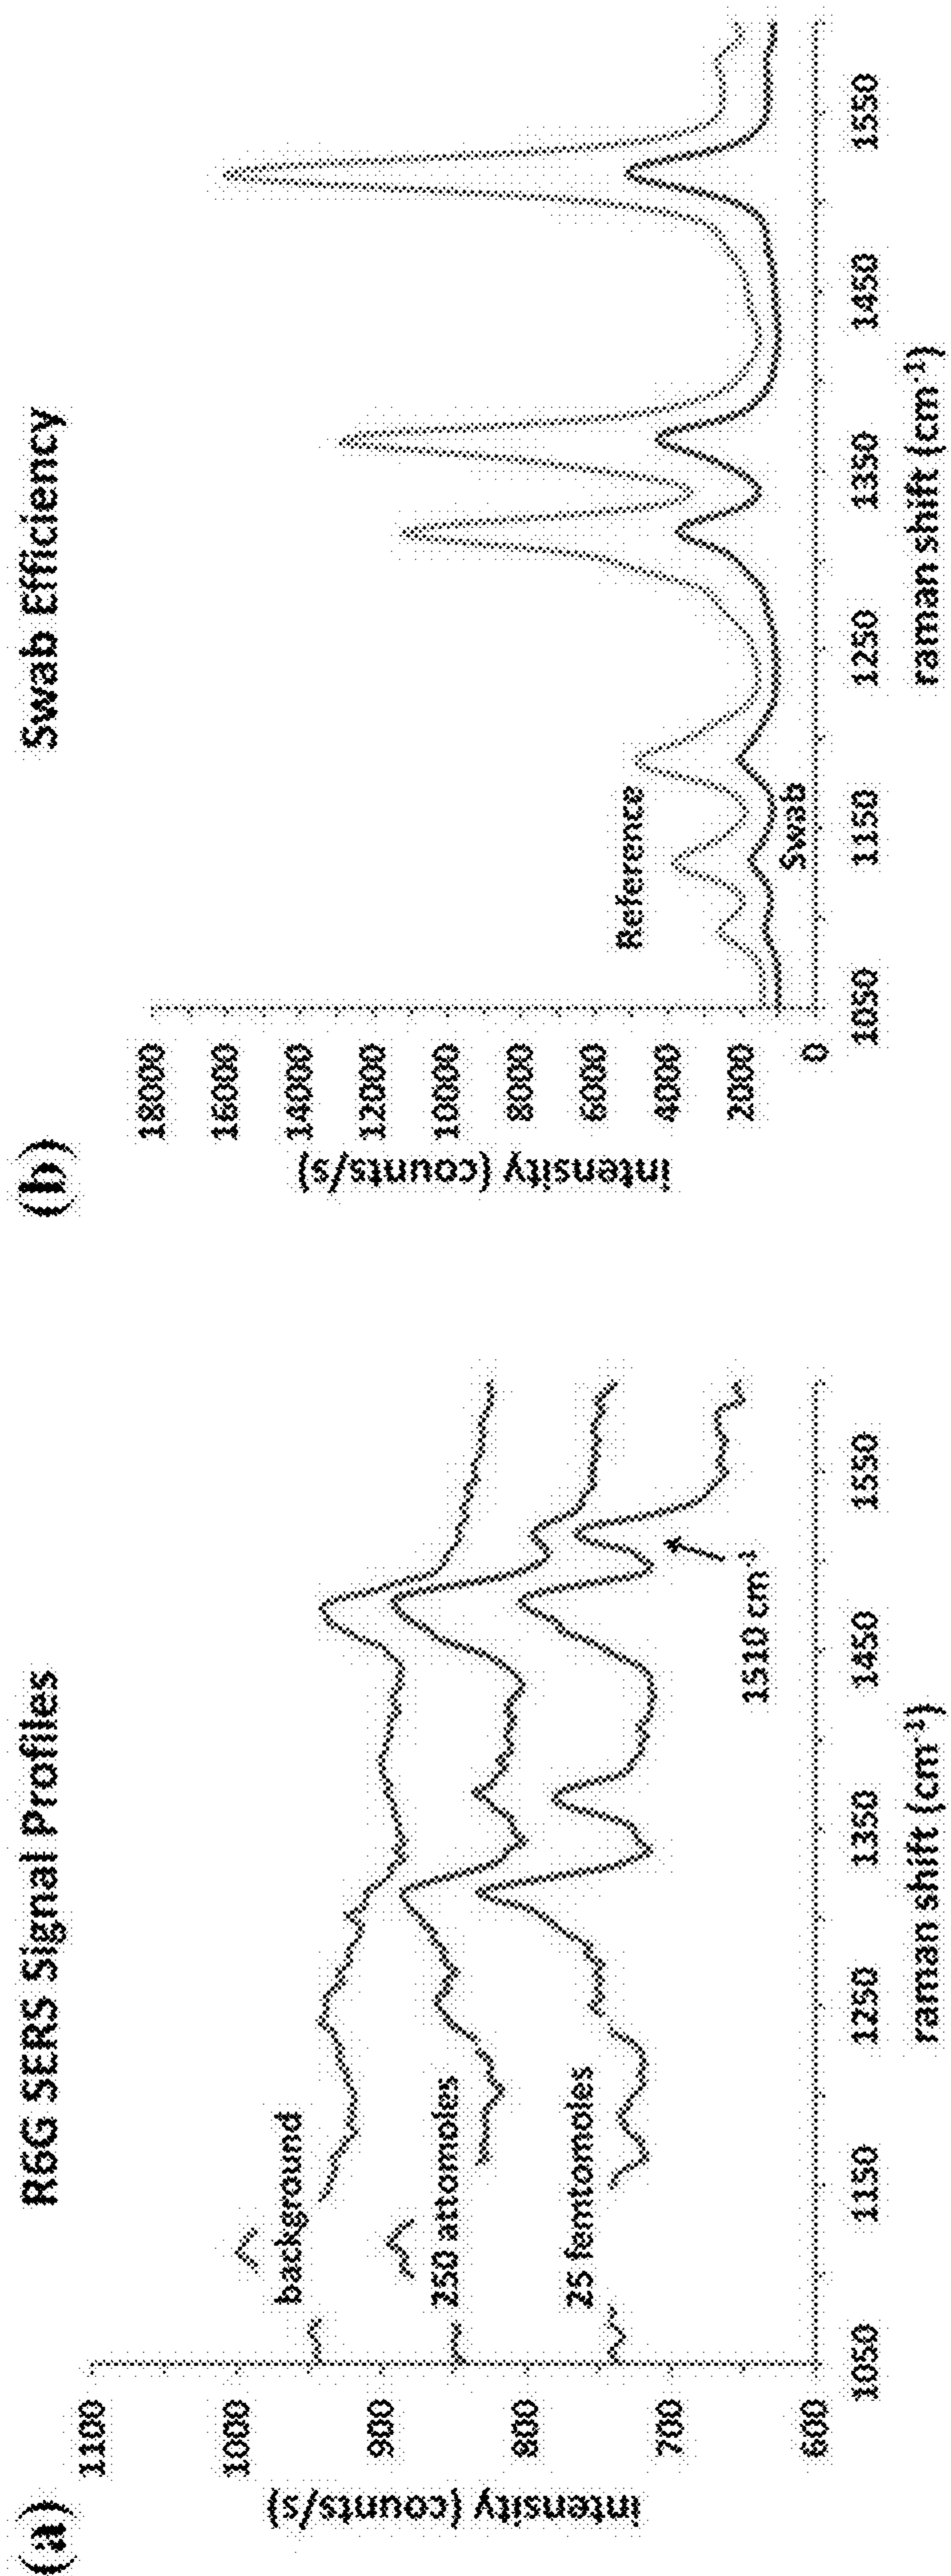 (a)
R6G SERS Signal Profiles
intensity (counts/s)
1100
1000
900
800
700
600
background
250 attomoles
25 femtomoles
1510 cm⁻¹
1050
1150
1250
1350
1450
1550
raman shift (cm⁻¹)
(b)
Swab Efficiency
intensity (counts/s)
18000
16000
14000
12000
10000
8000
6000
4000
2000
0
Reference
Swab
1050
1150
1250
1350
1450
1550
raman shift (cm⁻¹)